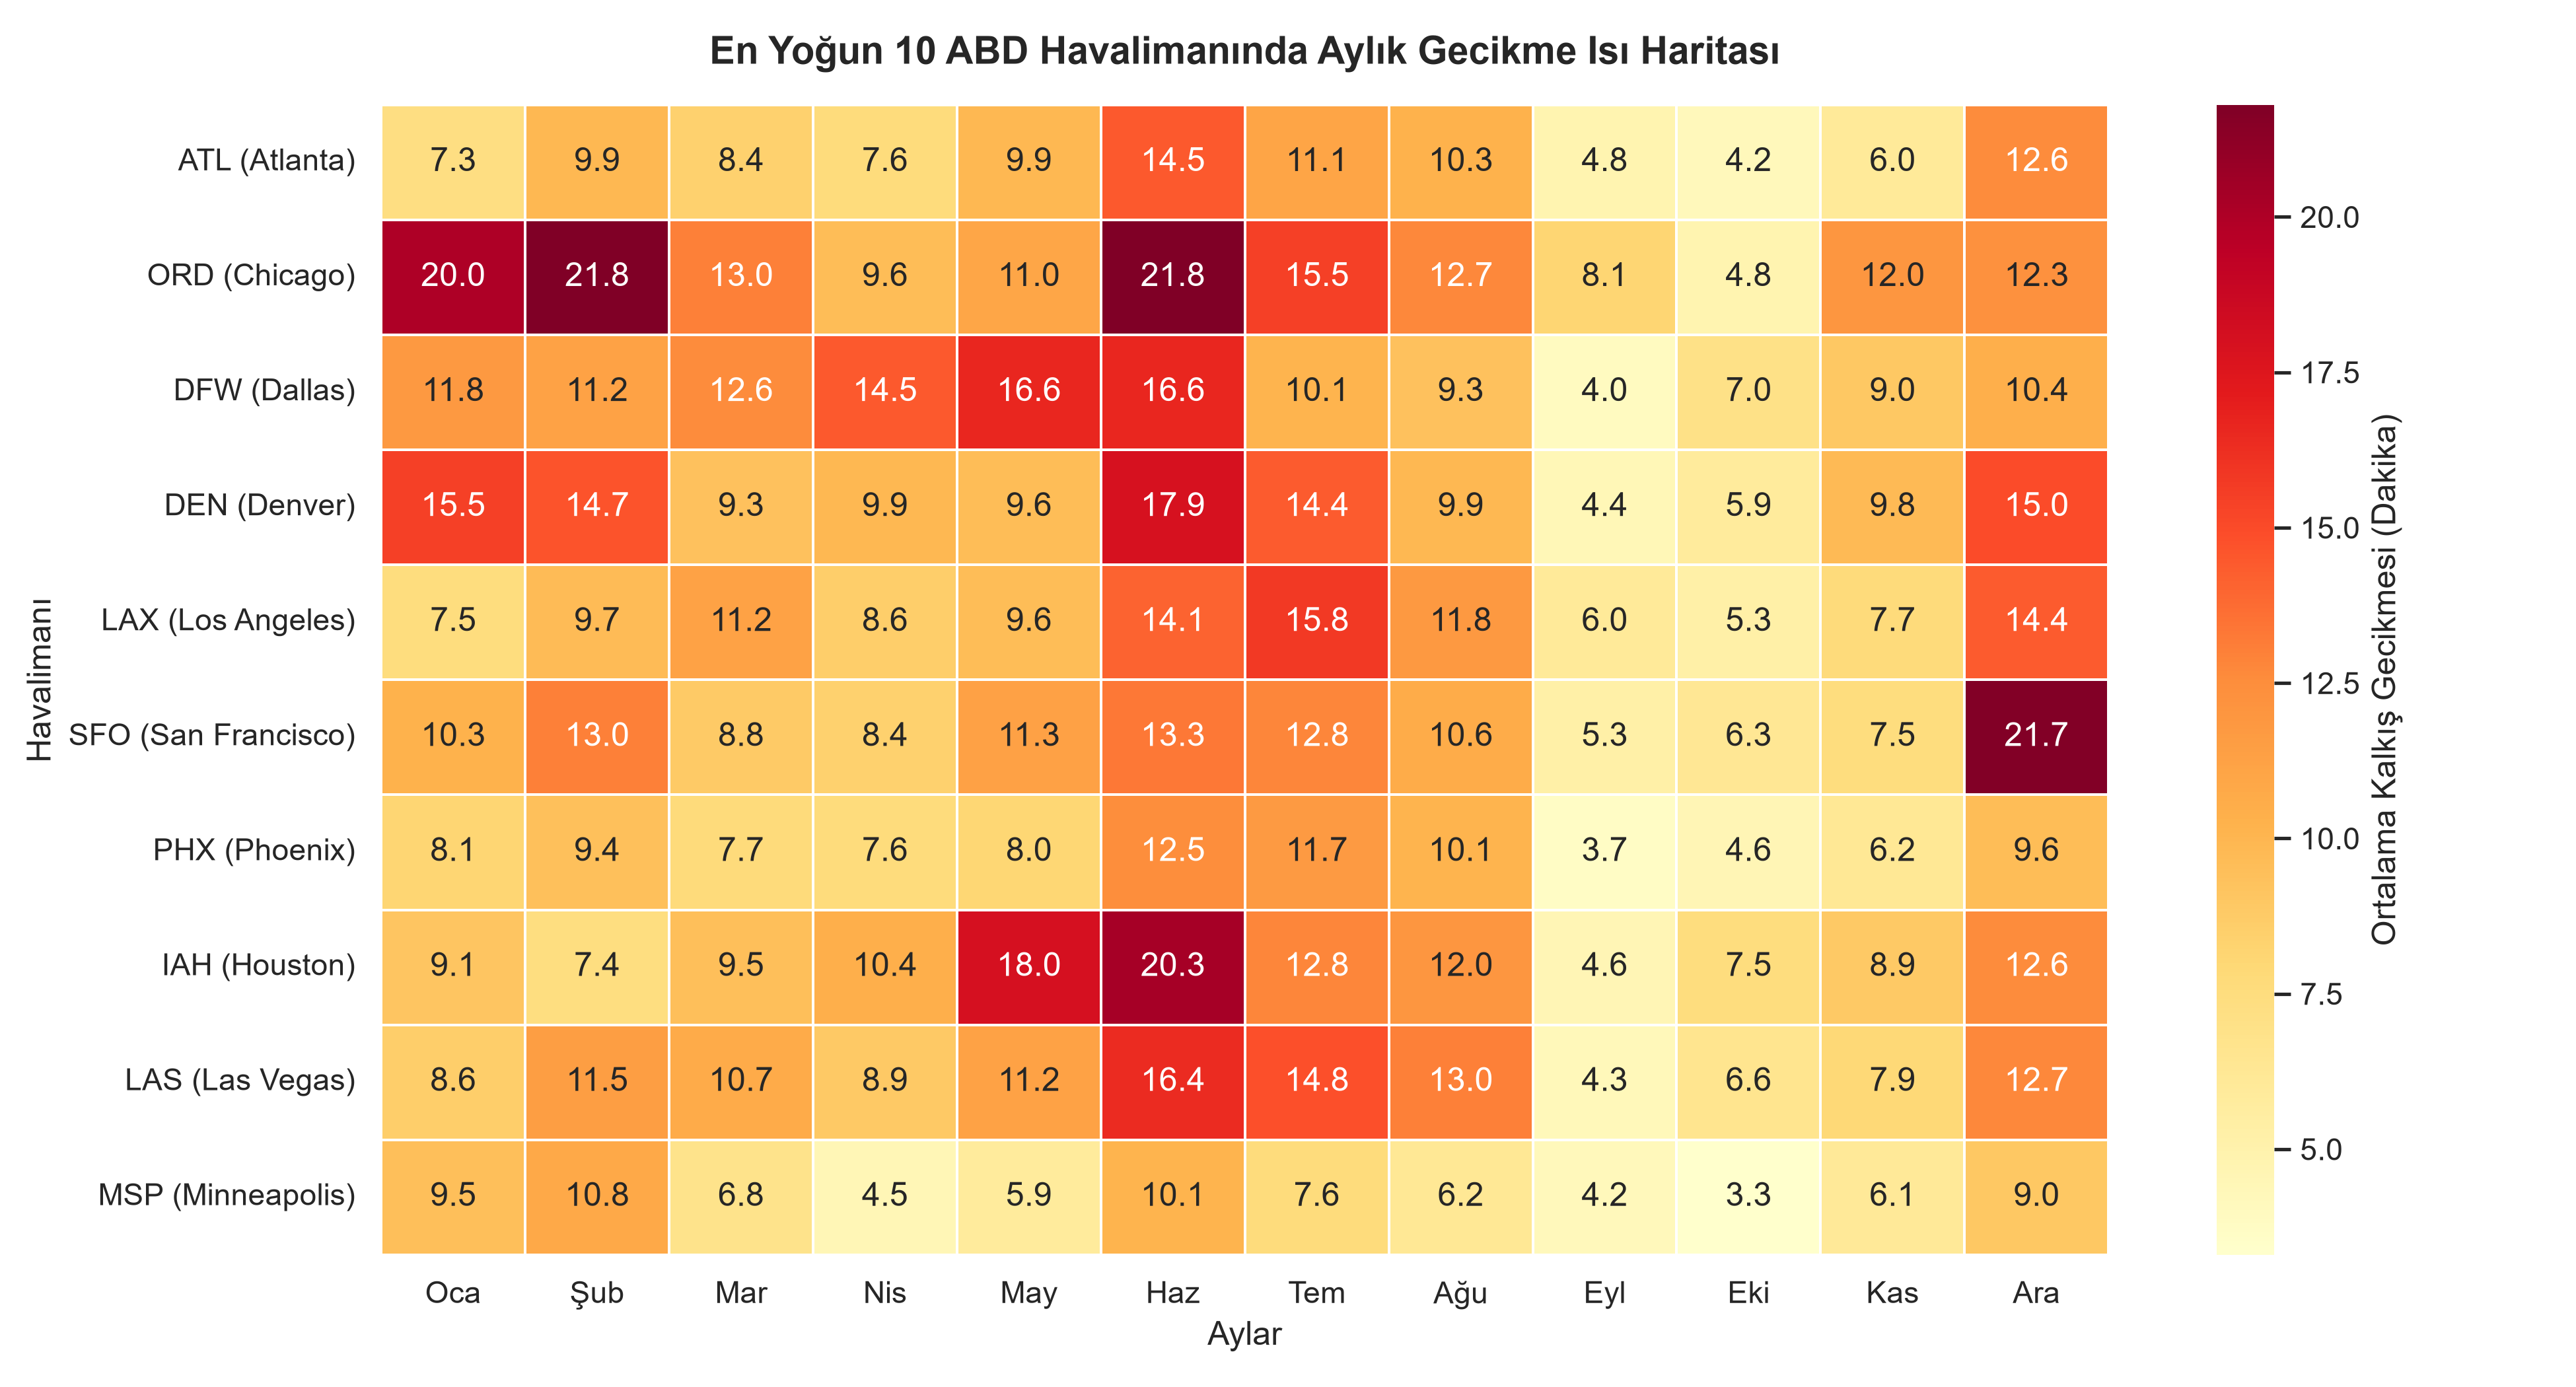 En Yoğun 10 ABD Havalimanında Aylık Gecikme Isı Haritası
Havalimanı
ATL (Atlanta) 7.3 9.9 8.4 7.6 9.9 14.5 11.1 10.3 4.8 4.2 6.0 12.6
ORD (Chicago) 20.0 21.8 13.0 9.6 11.0 21.8 15.5 12.7 8.1 4.8 12.0 12.3
DFW (Dallas) 11.8 11.2 12.6 14.5 16.6 16.6 10.1 9.3 4.0 7.0 9.0 10.4
DEN (Denver) 15.5 14.7 9.3 9.9 9.6 17.9 14.4 9.9 4.4 5.9 9.8 15.0
LAX (Los Angeles) 7.5 9.7 11.2 8.6 9.6 14.1 15.8 11.8 6.0 5.3 7.7 14.4
SFO (San Francisco) 10.3 13.0 8.8 8.4 11.3 13.3 12.8 10.6 5.3 6.3 7.5 21.7
PHX (Phoenix) 8.1 9.4 7.7 7.6 8.0 12.5 11.7 10.1 3.7 4.6 6.2 9.6
IAH (Houston) 9.1 7.4 9.5 10.4 18.0 20.3 12.8 12.0 4.6 7.5 8.9 12.6
LAS (Las Vegas) 8.6 11.5 10.7 8.9 11.2 16.4 14.8 13.0 4.3 6.6 7.9 12.7
MSP (Minneapolis) 9.5 10.8 6.8 4.5 5.9 10.1 7.6 6.2 4.2 3.3 6.1 9.0
Oca Şub Mar Nis May Haz Tem Ağu Eyl Eki Kas Ara
Aylar
20.0
17.5
15.0
12.5
10.0
7.5
5.0
Ortalama Kalkış Gecikmesi (Dakika)